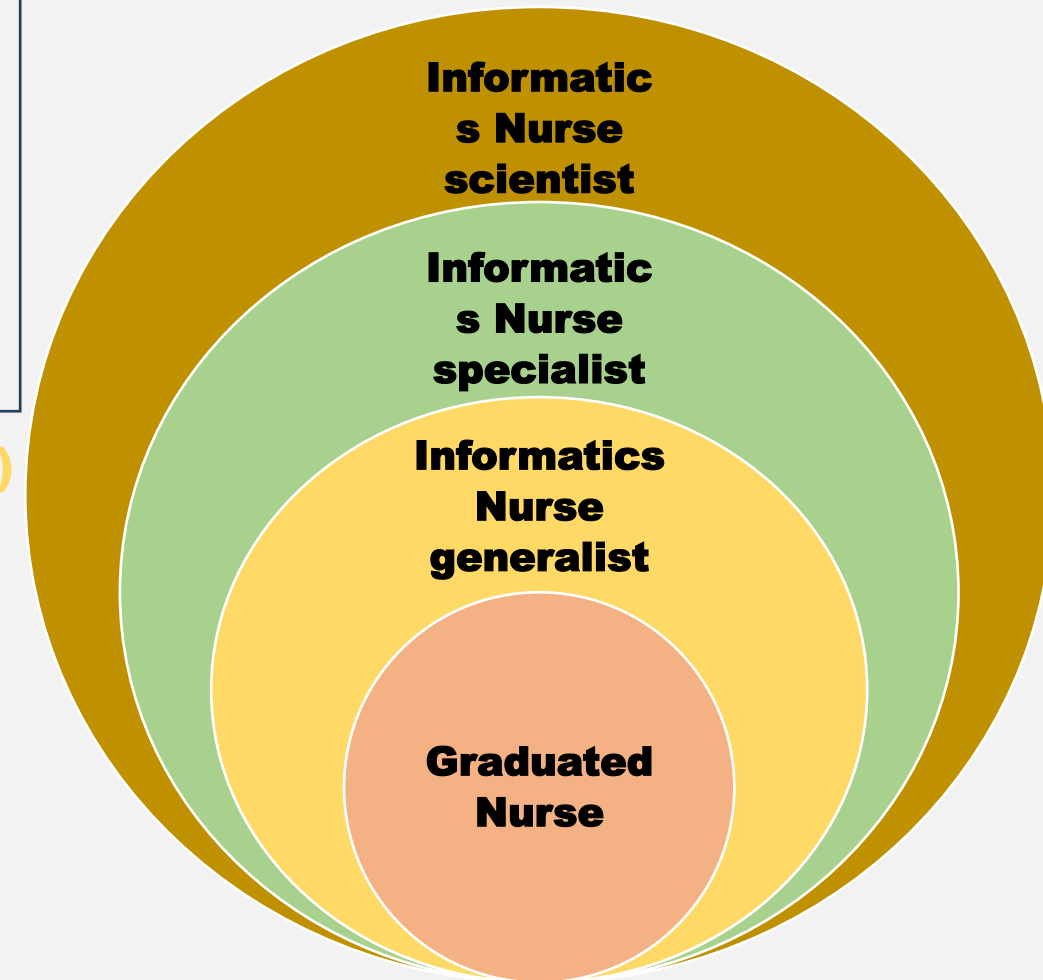 Informatic
s Nurse
scientist
Informatic
s Nurse
specialist
)
Informatics
Nurse
generalist
Graduated
Nurse